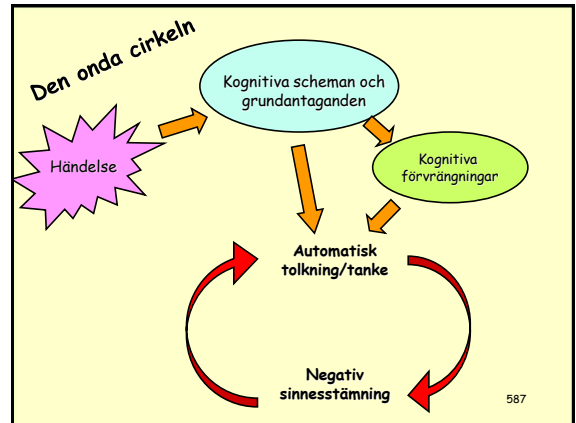 Den onda cirkeln
Kognitiva scheman och
grundantaganden
Händelse
Kognitiva
förvrängningar
Automatisk
tolkning/tanke
Negativ
sinnesstämning
587